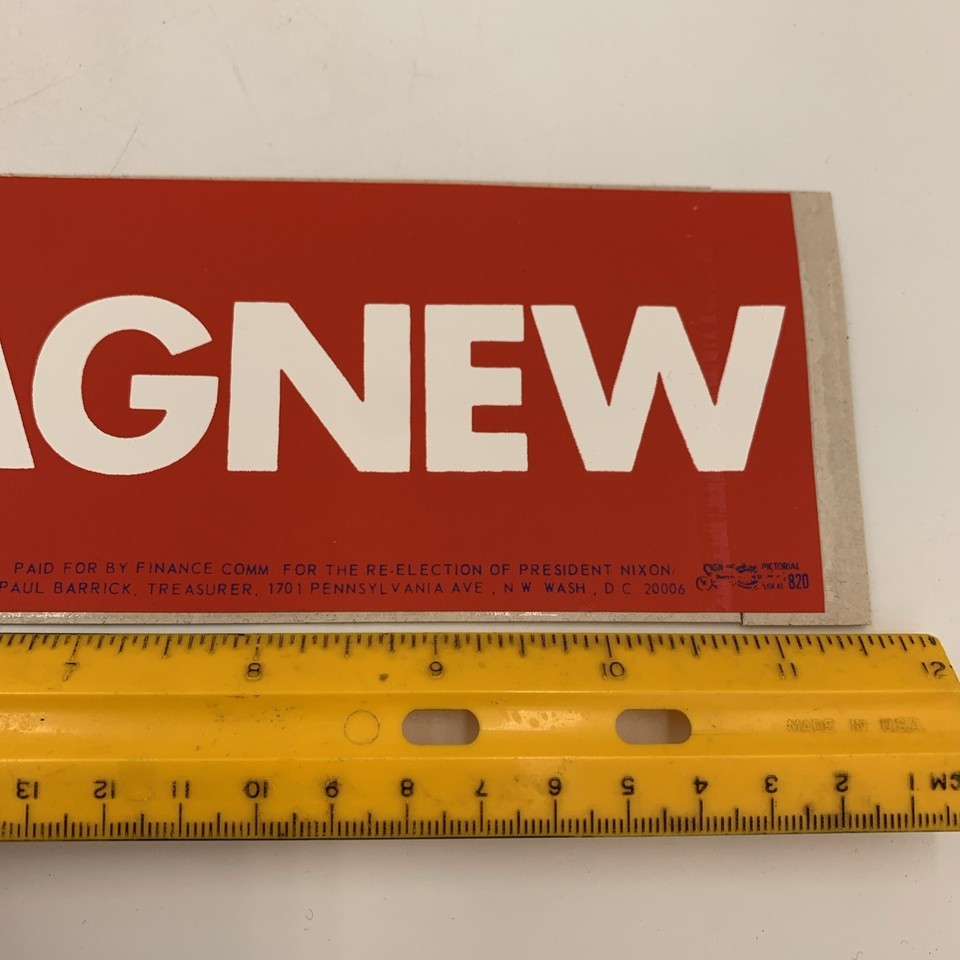 AGNEW
PAID FOR BY FINANCE COMM FOR THE RE-ELECTION OF PRESIDENT NIXON
PAUL BARRICK, TREASURER, 1701 PENNSYLVANIA AVE, N W WASH, D C 20006
PICTORIAL
820
7 8 9 10 11 12
MADE IN U.S.A.
13 12 11 10 9 8 7 6 5 4 3 2 1 CM